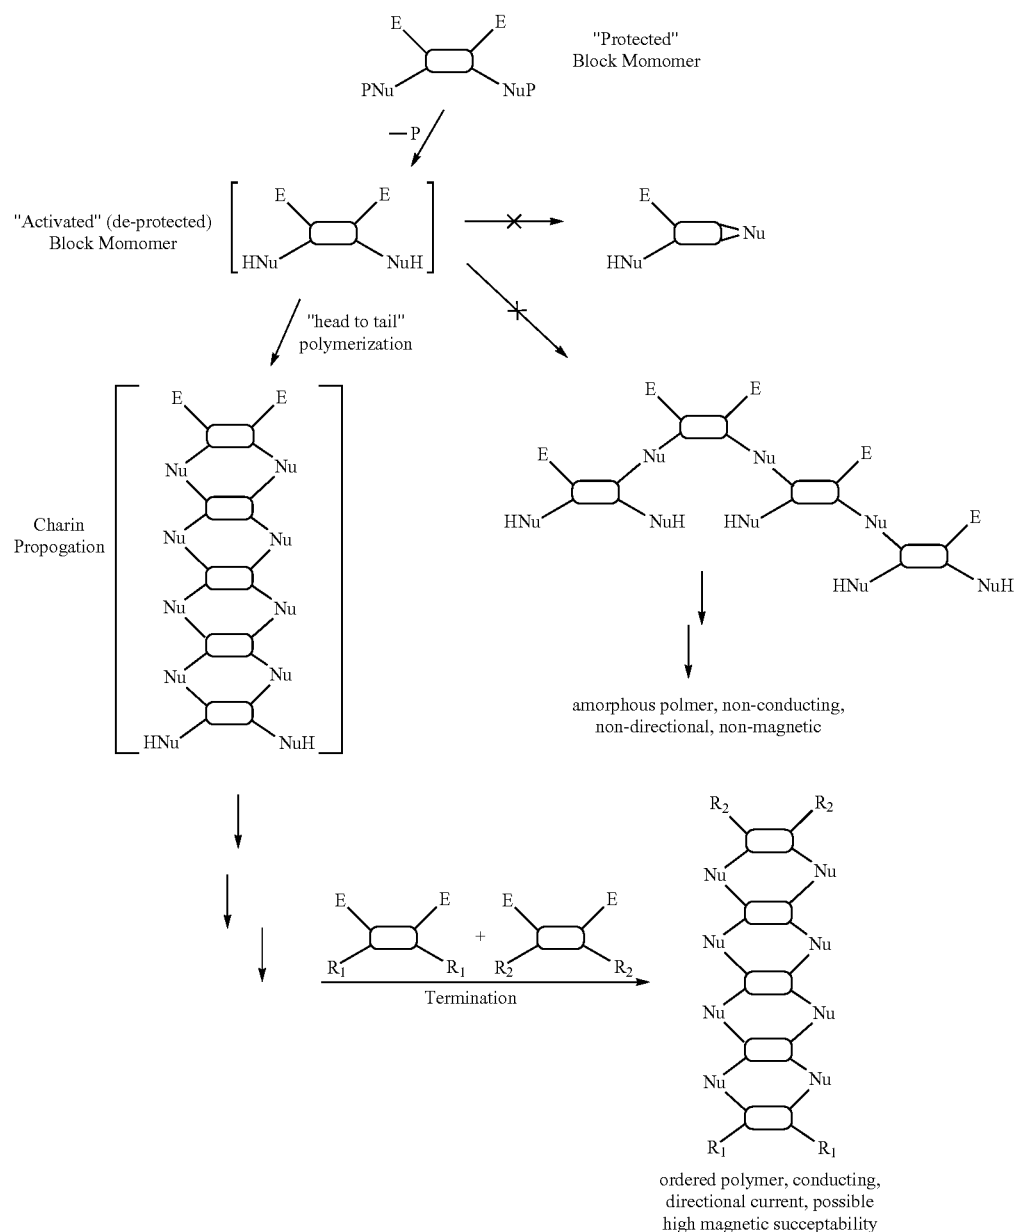 E E
"Protected"
Block Momomer
PNu NuP
— P
"Activated" (de-protected)
Block Momomer
E E
HNu NuH
E
Nu
HNu
"head to tail"
polymerization
E E
Nu Nu
Nu Nu
Nu Nu
Nu Nu
HNu NuH
Charin
Propogation
E E
Nu Nu
E E
HNu NuH HNu Nu
E
HNu NuH
amorphous polmer, non-conducting,
non-directional, non-magnetic
E E + E E
R1 R1 R2 R2
Termination
R2 R2
Nu Nu
Nu Nu
Nu Nu
Nu Nu
R1 R1
ordered polymer, conducting,
directional current, possible
high magnetic succeptability